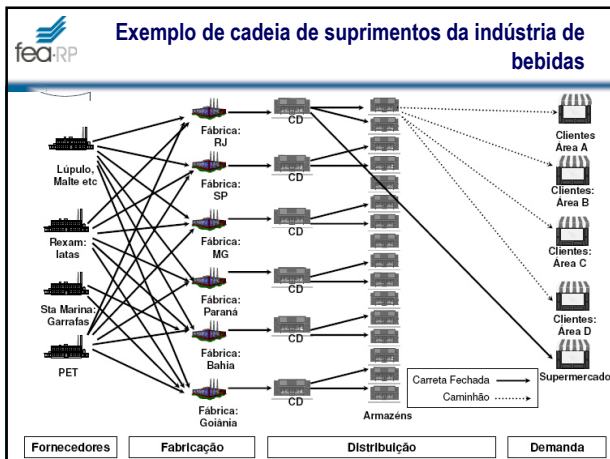 fea-RP
Exemplo de cadeia de suprimentos da indústria de
bebidas
Lúpulo,
Malte etc
Rexam:
latas
Sta Marina:
Garrafas
PET
Fábrica:
RJ
Fábrica:
SP
Fábrica:
MG
Fábrica:
Paraná
Fábrica:
Bahia
Fábrica:
Goiânia
CD
CD
CD
CD
CD
CD
Armazéns
Clientes
Área A
Clientes:
Área B
Clientes:
Área C
Clientes:
Área D
Supermercado
Carreta Fechada
Caminhão
Fornecedores
Fabricação
Distribuição
Demanda